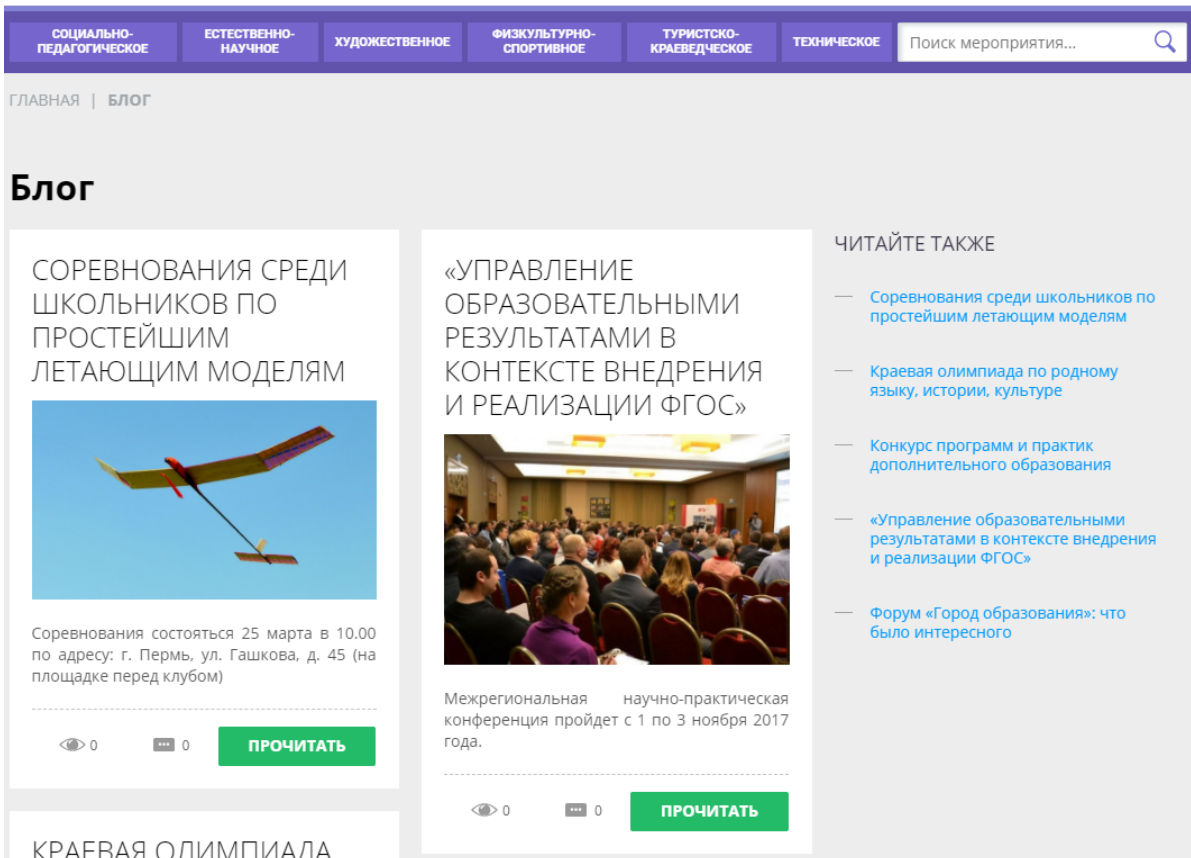 СОЦИАЛЬНО-
ПЕДАГОГИЧЕСКОЕ
ЕСТЕСТВЕННО-
НАУЧНОЕ
ХУДОЖЕСТВЕННОЕ
ФИЗКУЛЬТУРНО-
СПОРТИВНОЕ
ТУРИСТСКО-
КРАЕВЕДЧЕСКОЕ
ТЕХНИЧЕСКОЕ
Поиск мероприятия...
ГЛАВНАЯ | БЛОГ
Блог
СОРЕВНОВАНИЯ СРЕДИ
ШКОЛЬНИКОВ ПО
ПРОСТЕЙШИМ
ЛЕТАЮЩИМ МОДЕЛЯМ
Соревнования состояться 25 марта в 10.00
по адресу: г. Пермь, ул. Гашкова, д. 45 (на
площадке перед клубом)
0
0
ПРОЧИТАТЬ
КРАЕВАЯ ОЛИМПИАДА
«УПРАВЛЕНИЕ
ОБРАЗОВАТЕЛЬНЫМИ
РЕЗУЛЬТАТАМИ В
КОНТЕКСТЕ ВНЕДРЕНИЯ
И РЕАЛИЗАЦИИ ФГОС»
Межрегиональная научно-практическая
конференция пройдет с 1 по 3 ноября 2017
года.
0
0
ПРОЧИТАТЬ
ЧИТАЙТЕ ТАКЖЕ
— Соревнования среди школьников по
простейшим летающим моделям
— Краевая олимпиада по родному
языку, истории, культуре
— Конкурс программ и практик
дополнительного образования
— «Управление образовательными
результатами в контексте внедрения
и реализации ФГОС»
— Форум «Город образования»: что
было интересного